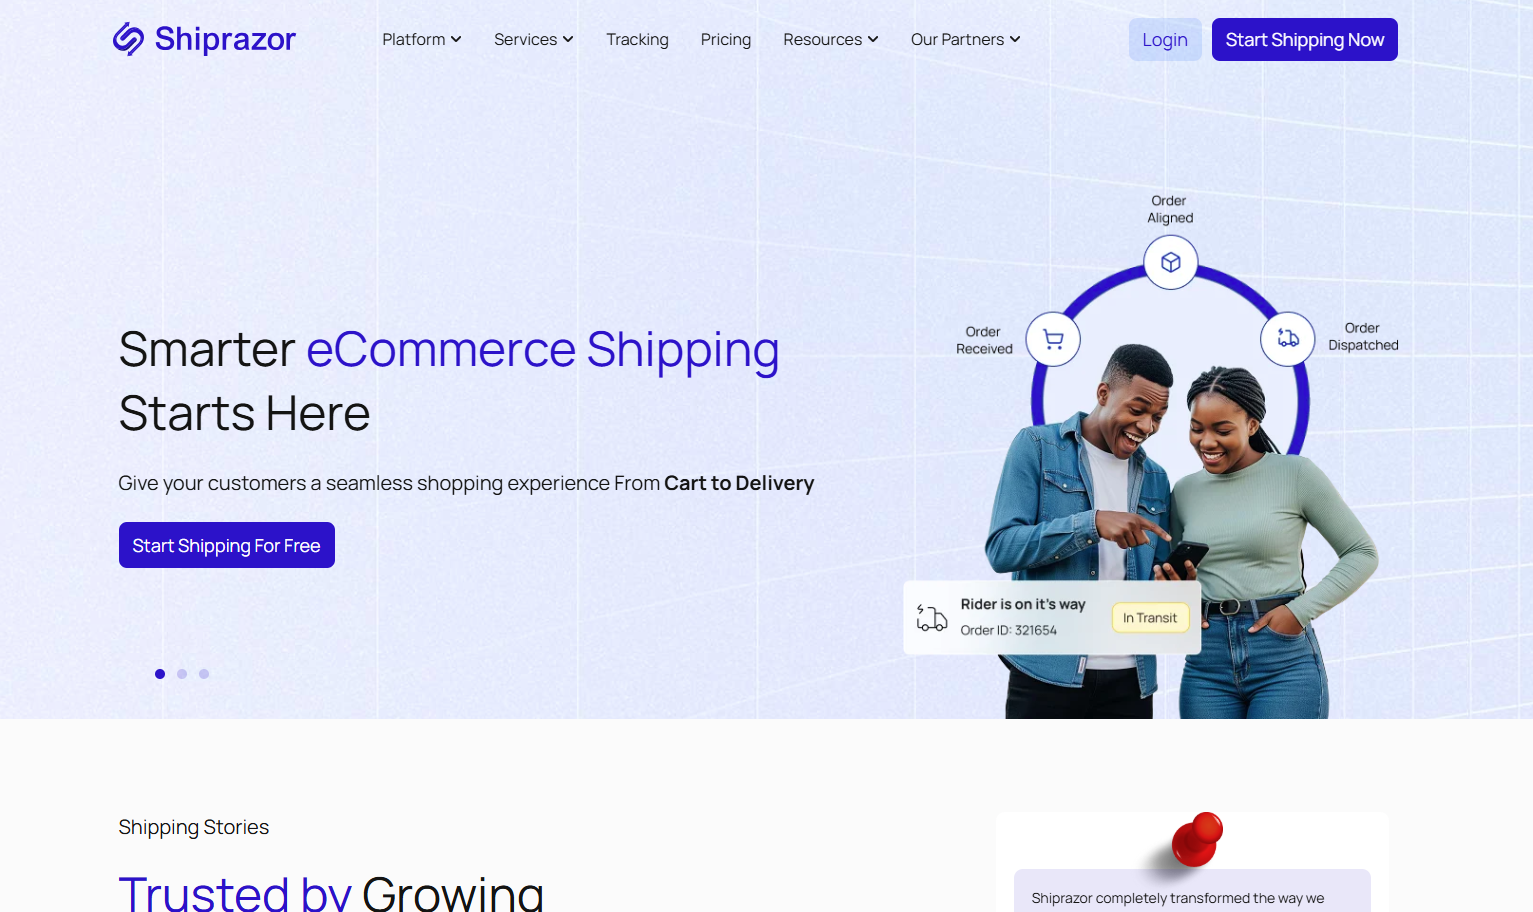 Shiprazor
Platform
Services
Tracking
Pricing
Resources
Our Partners
Login
Start Shipping Now
Smarter eCommerce Shipping
Starts Here
Give your customers a seamless shopping experience From Cart to Delivery
Start Shipping For Free
Order
Aligned
Order
Received
Order
Dispatched
Rider is on it's way
Order ID: 321654
In Transit
Shipping Stories
Trusted by Growing
Shiprazor completely transformed the way we